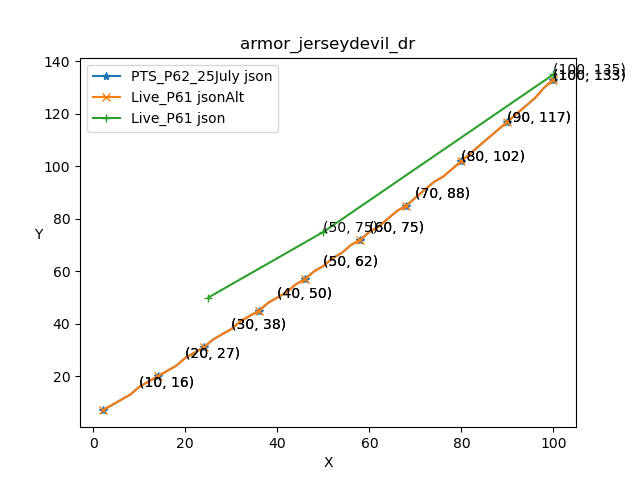 armor_jerseydevil_dr
PTS_P62_25July json
Live_P61 jsonAlt
Live_P61 json
140
120
100
80
60
40
20
Y
(100, 135)
(100, 133)
(90, 117)
(80, 102)
(70, 88)
(50, 75)
(60, 75)
(50, 62)
(40, 50)
(30, 38)
(20, 27)
(10, 16)
0 20 40 60 80 100
X